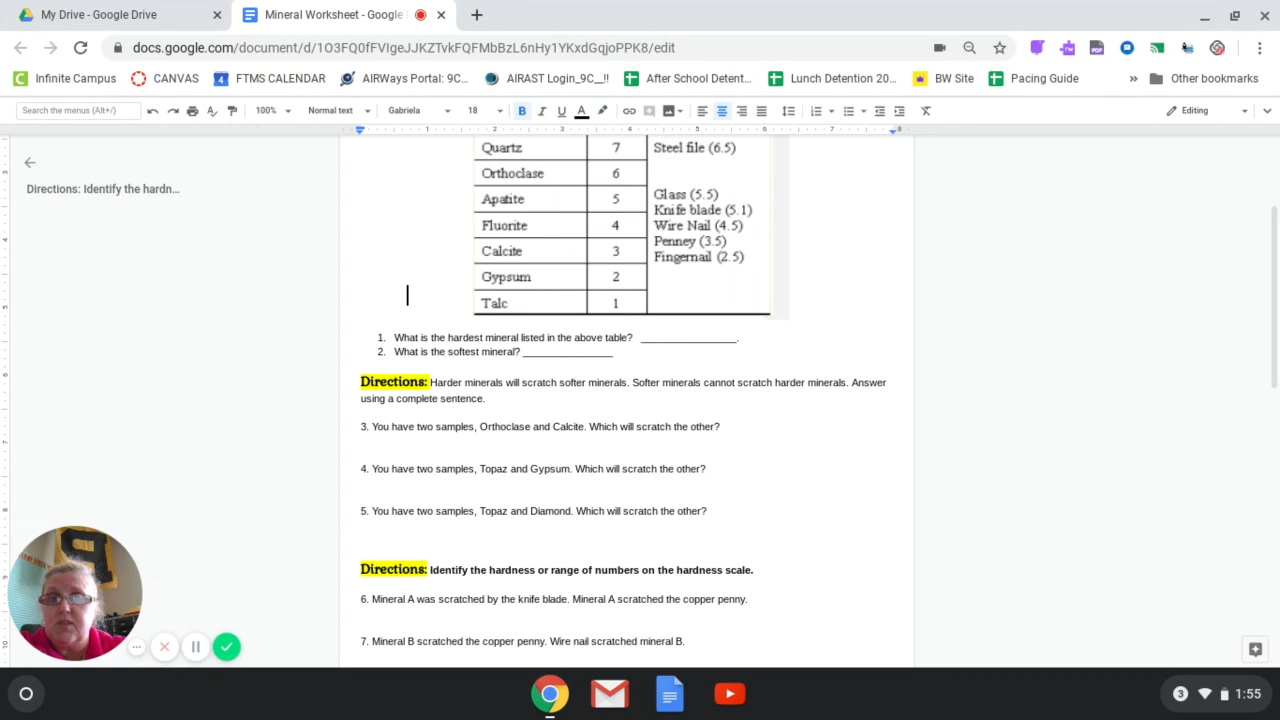 My Drive - Google Drive
Mineral Worksheet - Google
docs.google.com/document/d/1O3FQ0fFVIgeJJKZTvkFQFMbBzL6nHy1YKxdGqjoPPK8/edit
Infinite Campus
CANVAS
FTMS CALENDAR
AIRWays Portal: 9C...
AIRAST Login_9C__!!
After School Detent...
Lunch Detention 20...
BW Site
Pacing Guide
»
Other bookmarks
Search the menus (Alt+/)
100%
Normal text
Gabriela
18
B I U A
Editing
Directions: Identify the hardn...
Quartz 7 Steel file (6.5)
Orthoclase 6
Apatite 5 Glass (5.5)
Knife blade (5.1)
Fluorite 4 Wire Nail (4.5)
Penney (3.5)
Calcite 3 Fingernail (2.5)
Gypsum 2
Talc 1
1. What is the hardest mineral listed in the above table? _________________.
2. What is the softest mineral? ________________
Directions: Harder minerals will scratch softer minerals. Softer minerals cannot scratch harder minerals. Answer
using a complete sentence.
3. You have two samples, Orthoclase and Calcite. Which will scratch the other?
4. You have two samples, Topaz and Gypsum. Which will scratch the other?
5. You have two samples, Topaz and Diamond. Which will scratch the other?
Directions: Identify the hardness or range of numbers on the hardness scale.
6. Mineral A was scratched by the knife blade. Mineral A scratched the copper penny.
7. Mineral B scratched the copper penny. Wire nail scratched mineral B.
3 1:55